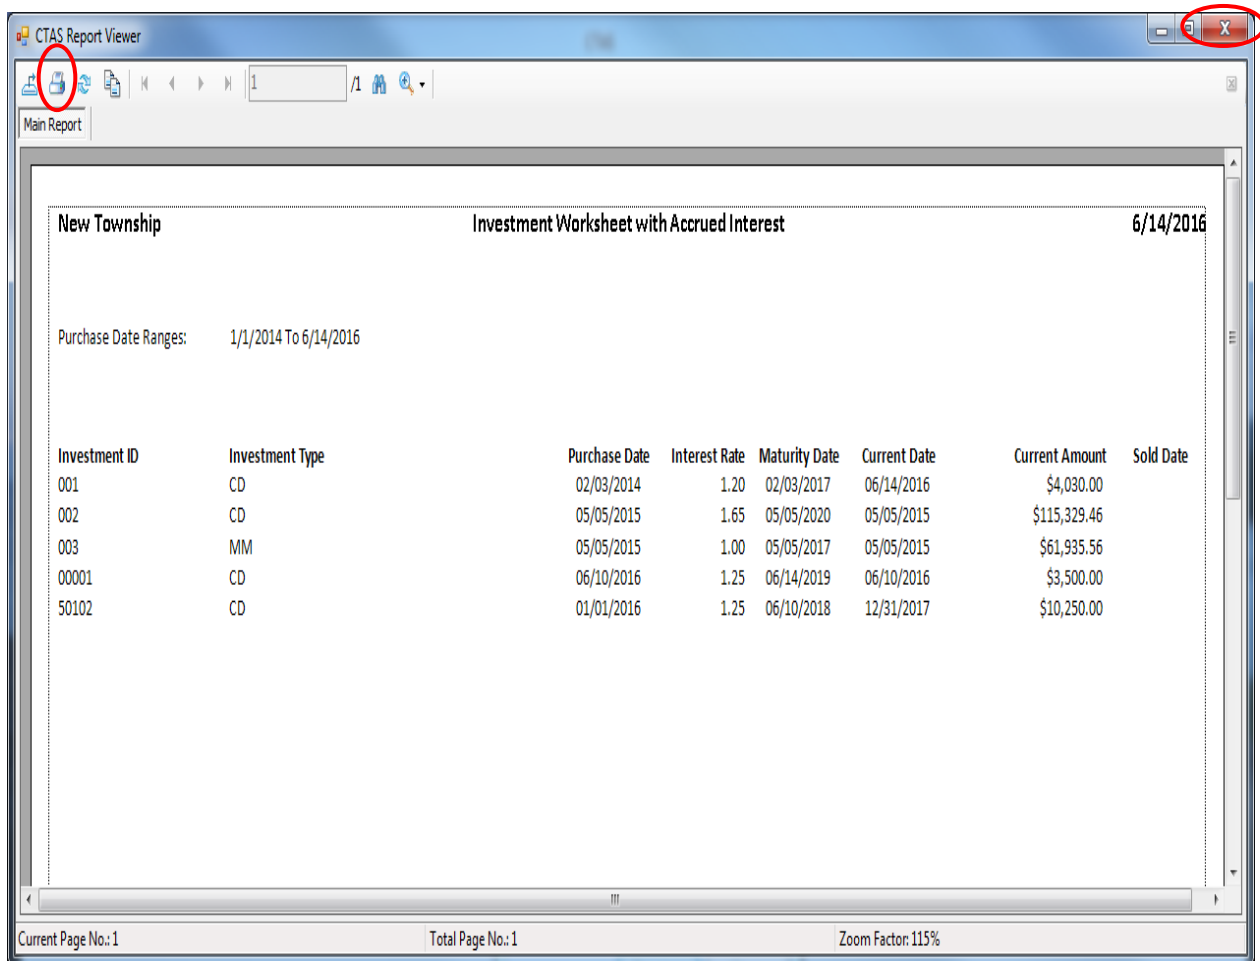 CTAS Report Viewer
1 /1
Main Report
New Township Investment Worksheet with Accrued Interest 6/14/2016
Purchase Date Ranges: 1/1/2014 To 6/14/2016
Investment ID Investment Type Purchase Date Interest Rate Maturity Date Current Date Current Amount Sold Date
001 CD 02/03/2014 1.20 02/03/2017 06/14/2016 $4,030.00
002 CD 05/05/2015 1.65 05/05/2020 05/05/2015 $115,329.46
003 MM 05/05/2015 1.00 05/05/2017 05/05/2015 $61,935.56
00001 CD 06/10/2016 1.25 06/14/2019 06/10/2016 $3,500.00
50102 CD 01/01/2016 1.25 06/10/2018 12/31/2017 $10,250.00
Current Page No.: 1 Total Page No.: 1 Zoom Factor: 115%